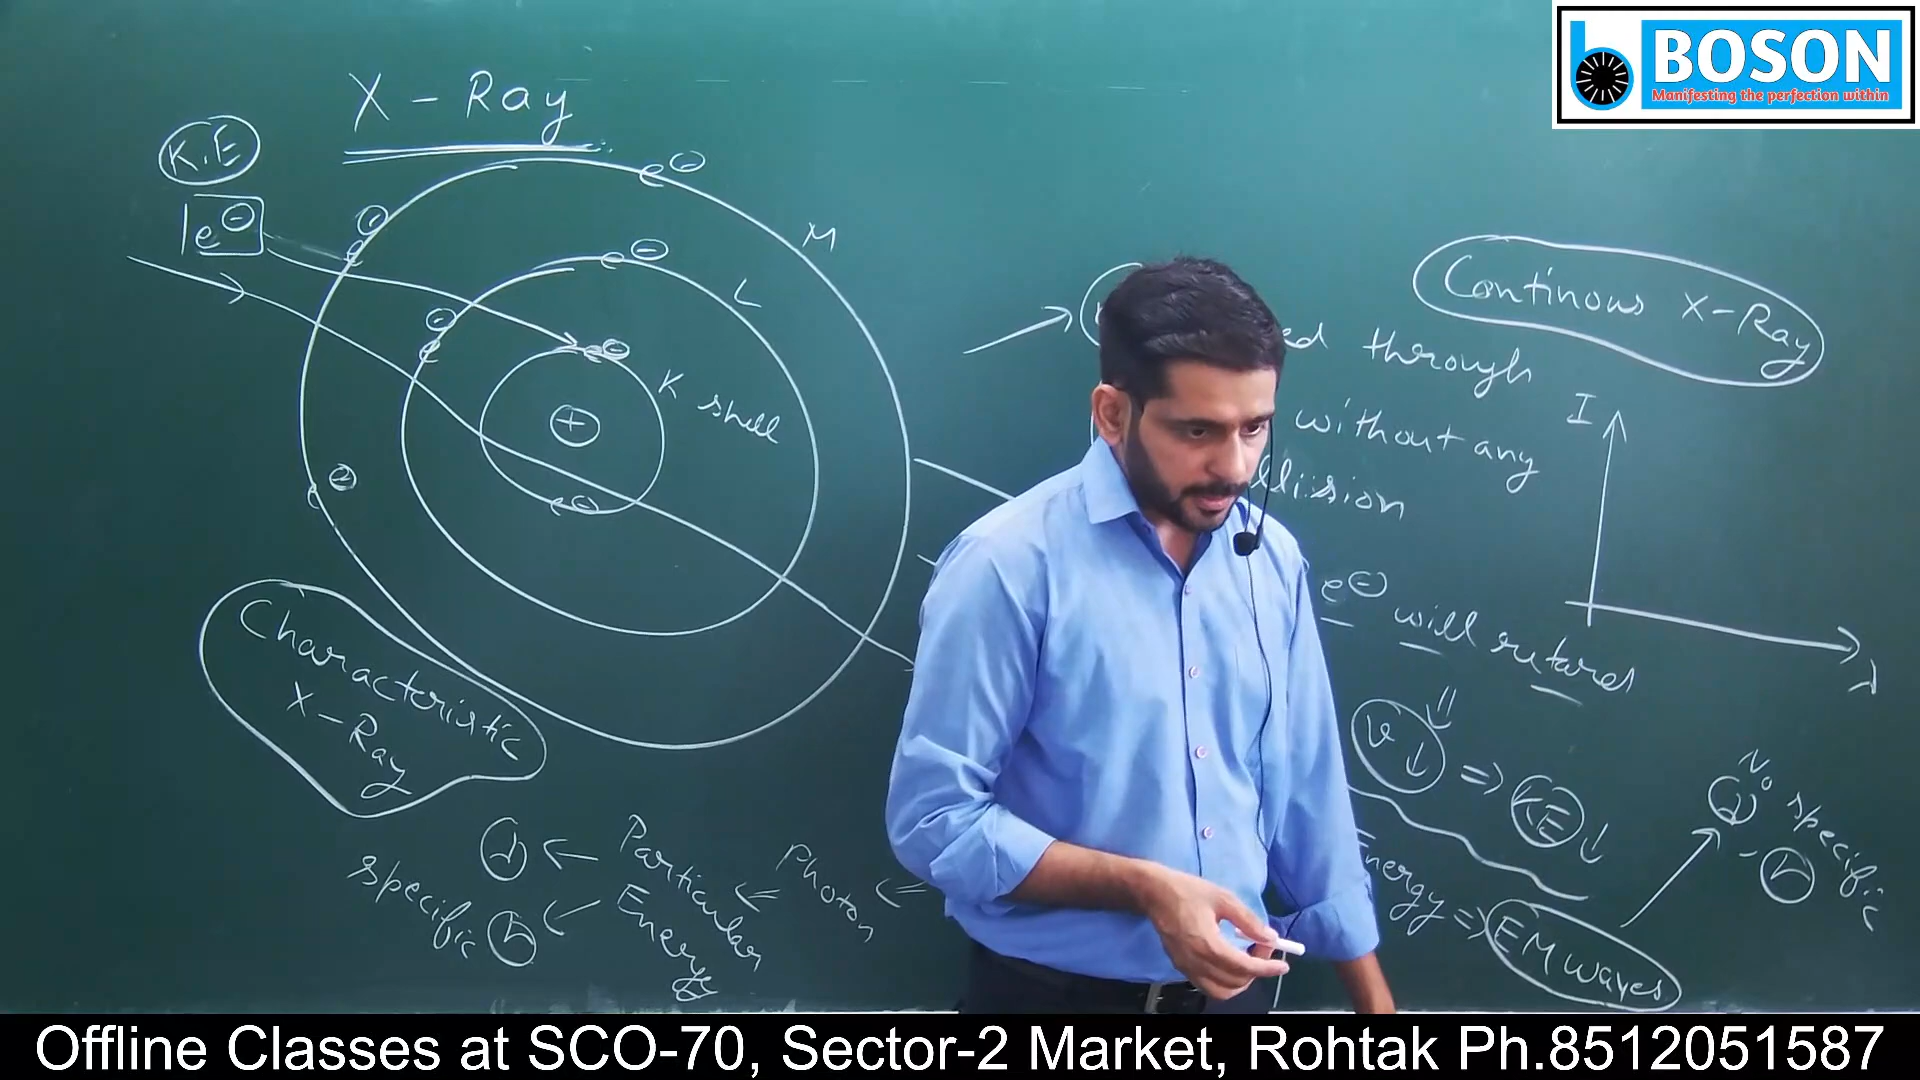 BOSON
Manifesting the perfection within
X-Ray
K.E
1e⊖
e⊖
e⊖
M
e⊖
L
e⊖
e⊖
K shell
+
e⊖
e⊖
Characteristic
X-Ray
λ ← Particular Energy ⇐ Photon ⇐
specific ν ←
through
without any
e⊖ will retard
v↓ ⇒ KE↓
Energy ⇒ EM waves
No specific
λ
ν
Continous X-Ray
I
λ
Offline Classes at SCO-70, Sector-2 Market, Rohtak Ph.8512051587